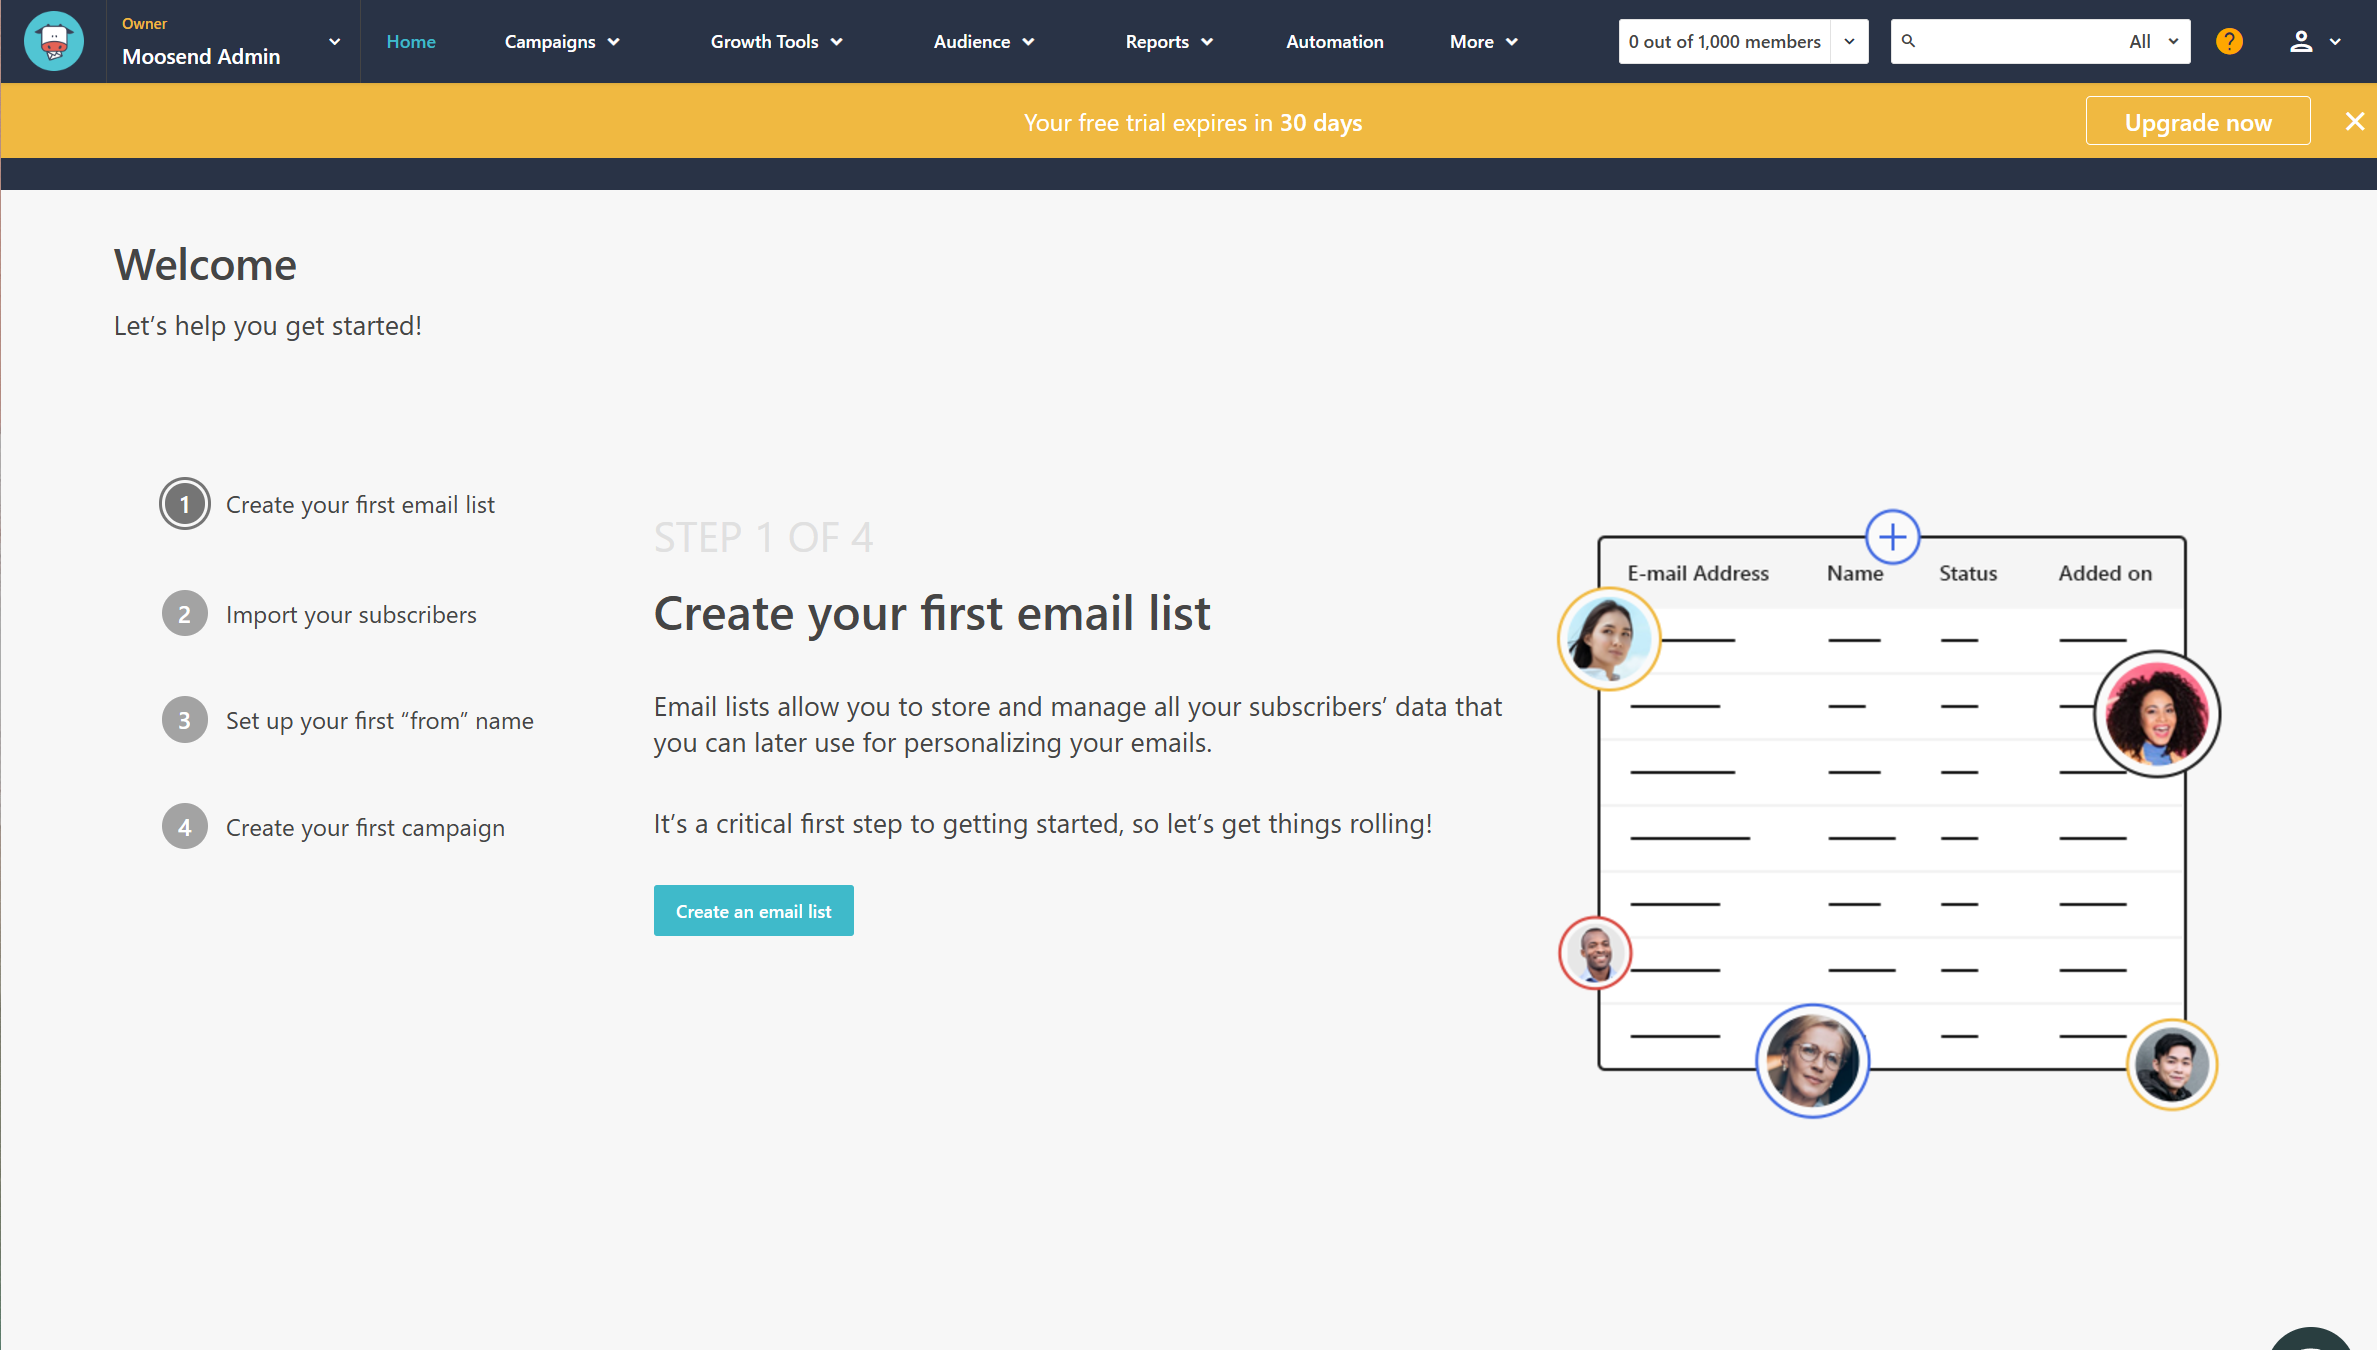 Owner
Moosend Admin
Home
Campaigns
Growth Tools
Audience
Reports
Automation
More
0 out of 1,000 members
All
?
Your free trial expires in 30 days
Upgrade now
Welcome
Let’s help you get started!
1 Create your first email list
2 Import your subscribers
3 Set up your first “from” name
4 Create your first campaign
STEP 1 OF 4
Create your first email list
Email lists allow you to store and manage all your subscribers’ data that
you can later use for personalizing your emails.
It’s a critical first step to getting started, so let’s get things rolling!
Create an email list
E-mail Address Name Status Added on